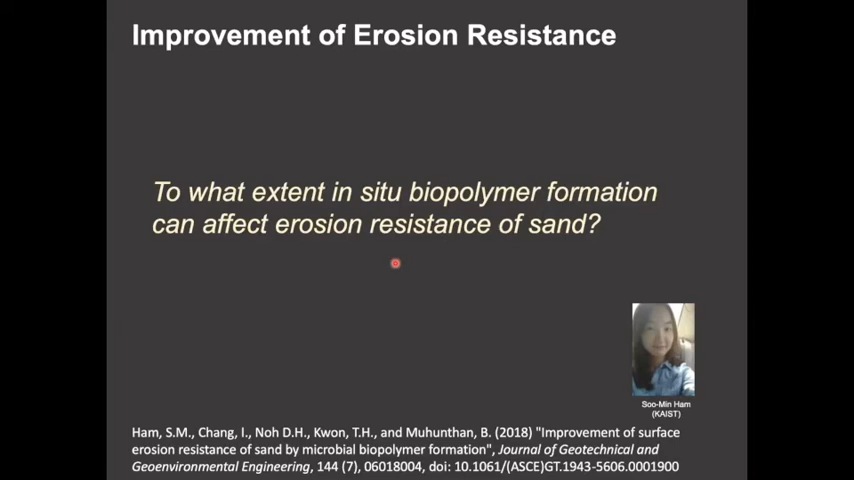 Improvement of Erosion Resistance
To what extent in situ biopolymer formation
can affect erosion resistance of sand?
Soo-Min Ham
(KAIST)
Ham, S.M., Chang, I., Noh D.H., Kwon, T.H., and Muhunthan, B. (2018) "Improvement of surface
erosion resistance of sand by microbial biopolymer formation", Journal of Geotechnical and
Geoenvironmental Engineering, 144 (7), 06018004, doi: 10.1061/(ASCE)GT.1943-5606.0001900